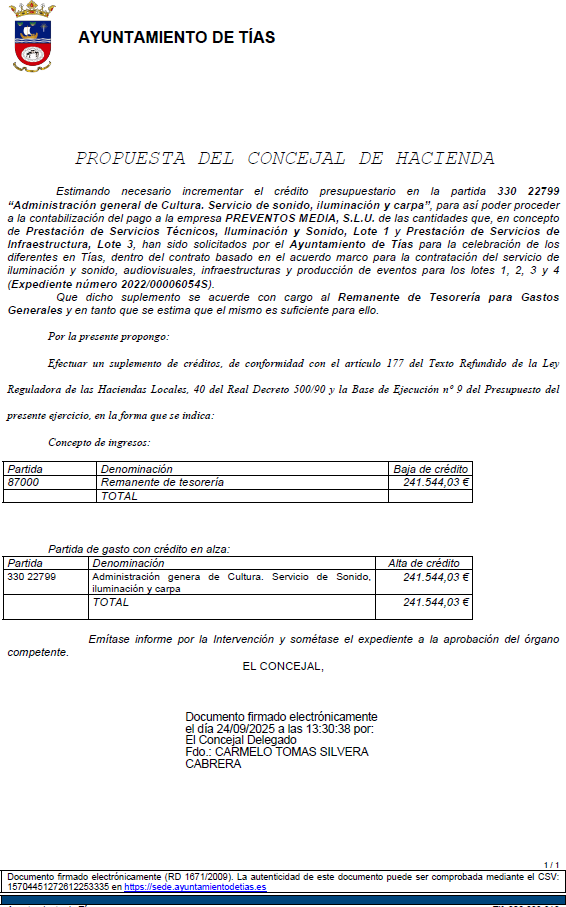 AYUNTAMIENTO DE TÍAS
PROPUESTA DEL CONCEJAL DE HACIENDA
Estimando necesario incrementar el crédito presupuestario en la partida 330 22799
“Administración general de Cultura. Servicio de sonido, iluminación y carpa”, para así poder proceder
a la contabilización del pago a la empresa PREVENTOS MEDIA, S.L.U. de las cantidades que, en concepto
de Prestación de Servicios Técnicos, Iluminación y Sonido, Lote 1 y Prestación de Servicios de
Infraestructura, Lote 3, han sido solicitados por el Ayuntamiento de Tías para la celebración de los
diferentes en Tías, dentro del contrato basado en el acuerdo marco para la contratación del servicio de
iluminación y sonido, audiovisuales, infraestructuras y producción de eventos para los lotes 1, 2, 3 y 4
(Expediente número 2022/00006054S).
Que dicho suplemento se acuerde con cargo al Remanente de Tesorería para Gastos
Generales y en tanto que se estima que el mismo es suficiente para ello.
Por la presente propongo:
Efectuar un suplemento de créditos, de conformidad con el artículo 177 del Texto Refundido de la Ley
Reguladora de las Haciendas Locales, 40 del Real Decreto 500/90 y la Base de Ejecución nº 9 del Presupuesto del
presente ejercicio, en la forma que se indica:
Concepto de ingresos:
Partida Denominación Baja de crédito
87000 Remanente de tesorería 241.544,03 €
TOTAL
Partida de gasto con crédito en alza:
Partida Denominación Alta de crédito
330 22799 Administración genera de Cultura. Servicio de Sonido, 241.544,03 €
iluminación y carpa
TOTAL 241.544,03 €
Emítase informe por la Intervención y sométase el expediente a la aprobación del órgano
competente.
EL CONCEJAL,
Documento firmado electrónicamente
el día 24/09/2025 a las 13:30:38 por:
El Concejal Delegado
Fdo.: CARMELO TOMAS SILVERA
CABRERA
1 / 1
Documento firmado electrónicamente (RD 1671/2009). La autenticidad de este documento puede ser comprobada mediante el CSV:
15704451272612253335 en https://sede.ayuntamientodetias.es